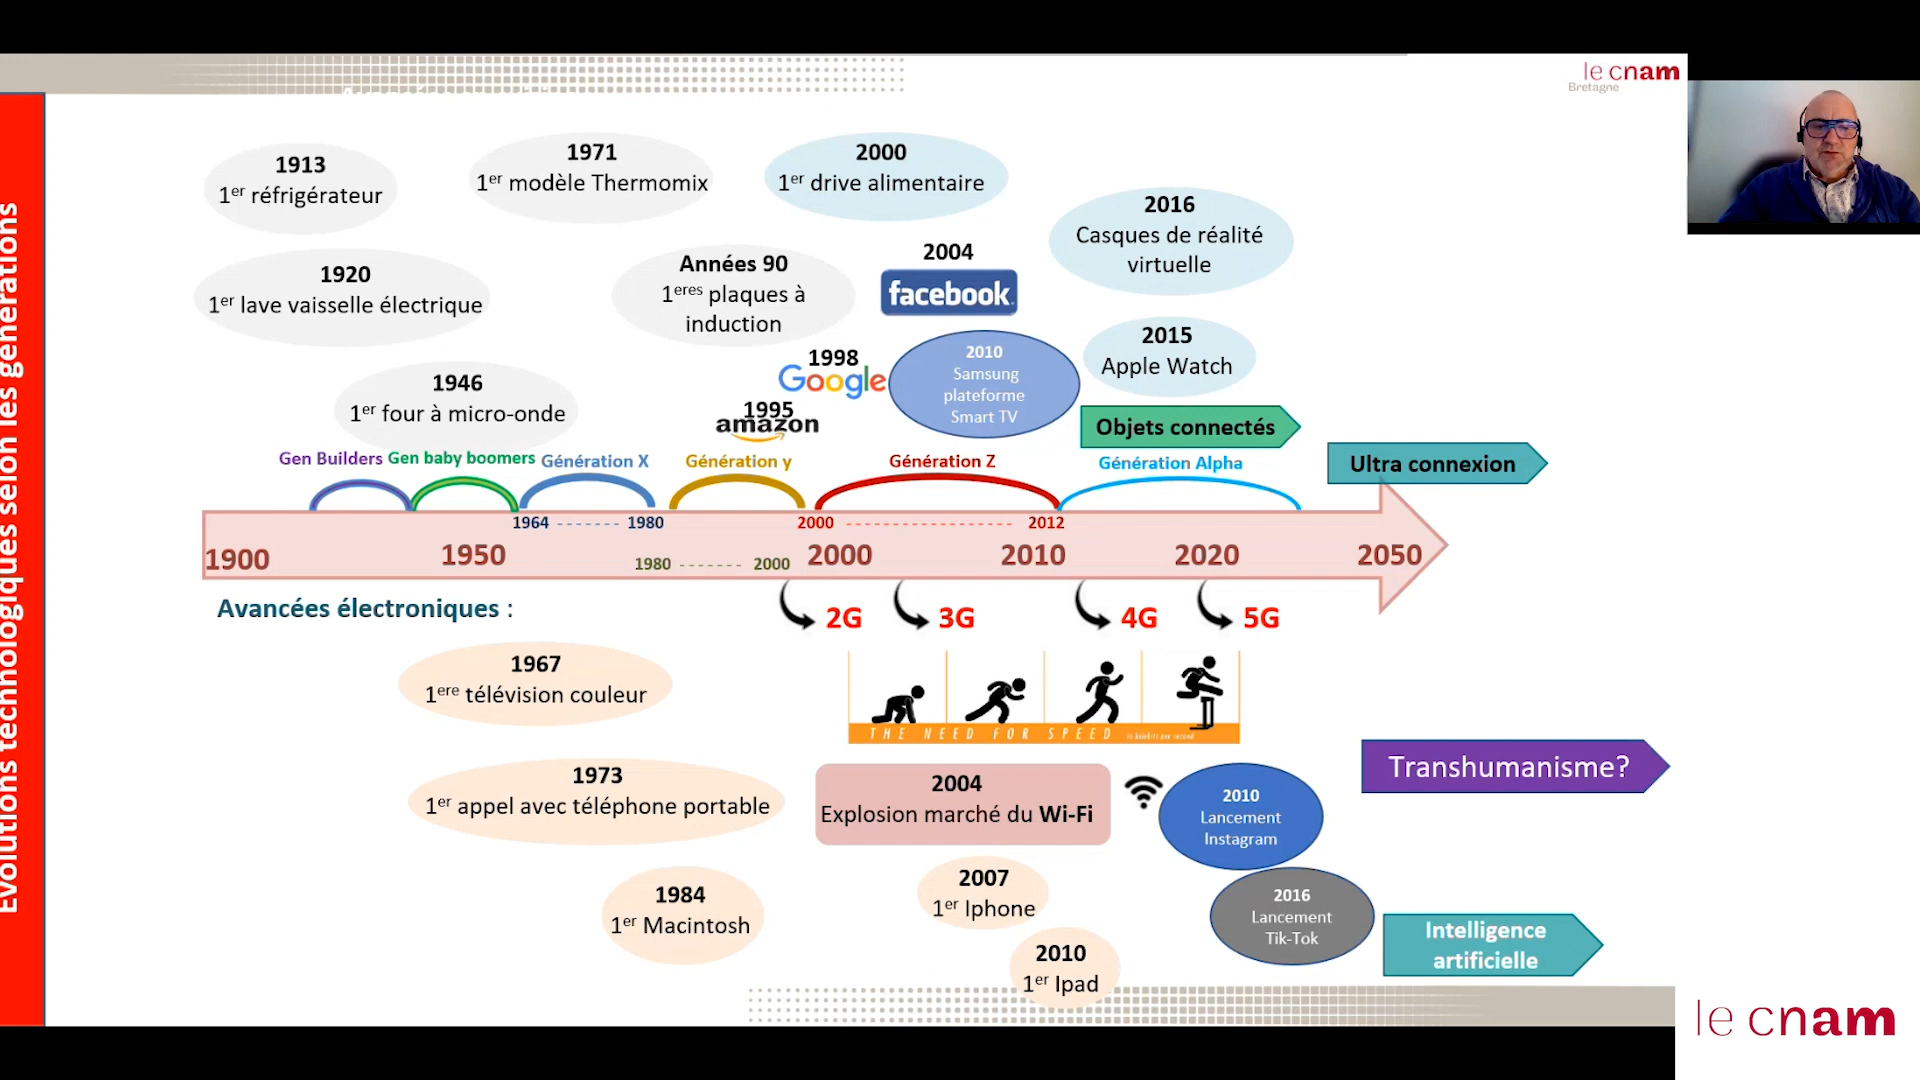 le cnam
Bretagne
Evolutions technologiques selon les générations
1913
1er réfrigérateur
1971
1er modèle Thermomix
2000
1er drive alimentaire
2016
Casques de réalité
virtuelle
1920
1er lave vaisselle électrique
Années 90
1eres plaques à
induction
2004
facebook
2015
Apple Watch
1946
1er four à micro-onde
1998
Google
2010
Samsung
plateforme
Smart TV
1995
amazon
Objets connectés
Ultra connexion
Gen Builders
Gen baby boomers
Génération X
Génération y
Génération Z
Génération Alpha
1964 ------- 1980
2000 ------------------- 2012
1980 ------- 2000
1900
1950
2000
2010
2020
2050
Avancées électroniques :
2G
3G
4G
5G
1967
1ere télévision couleur
THE NEED FOR SPEED
1973
1er appel avec téléphone portable
2004
Explosion marché du Wi-Fi
2010
Lancement
Instagram
Transhumanisme?
1984
1er Macintosh
2007
1er Iphone
2016
Lancement
Tik-Tok
2010
1er Ipad
Intelligence
artificielle
le cnam